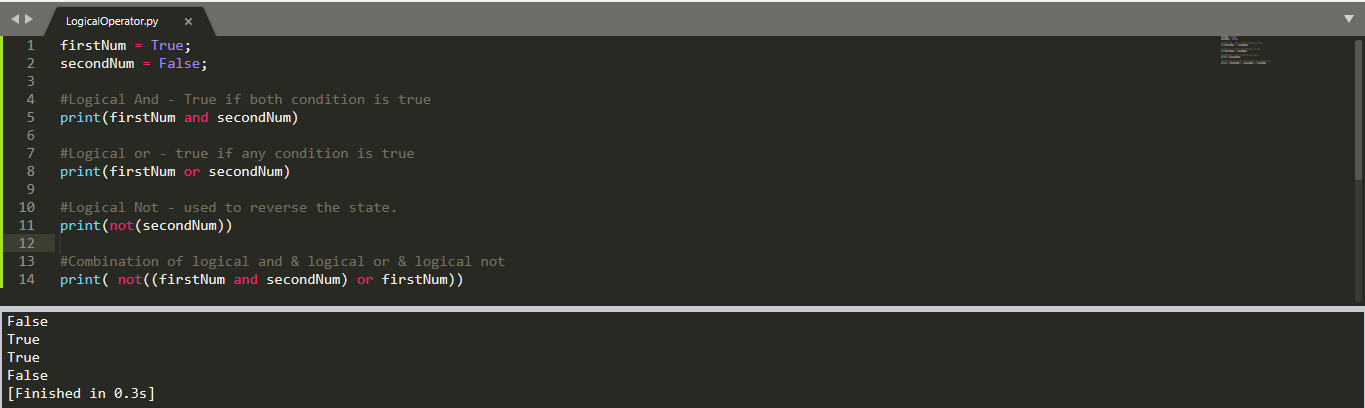 LogicalOperator.py ×
1 firstNum = True;
2 secondNum = False;
3
4 #Logical And - True if both condition is true
5 print(firstNum and secondNum)
6
7 #Logical or - true if any condition is true
8 print(firstNum or secondNum)
9
10 #Logical Not - used to reverse the state.
11 print(not(secondNum))
12
13 #Combination of logical and & logical or & logical not
14 print( not((firstNum and secondNum) or firstNum))
False
True
True
False
[Finished in 0.3s]